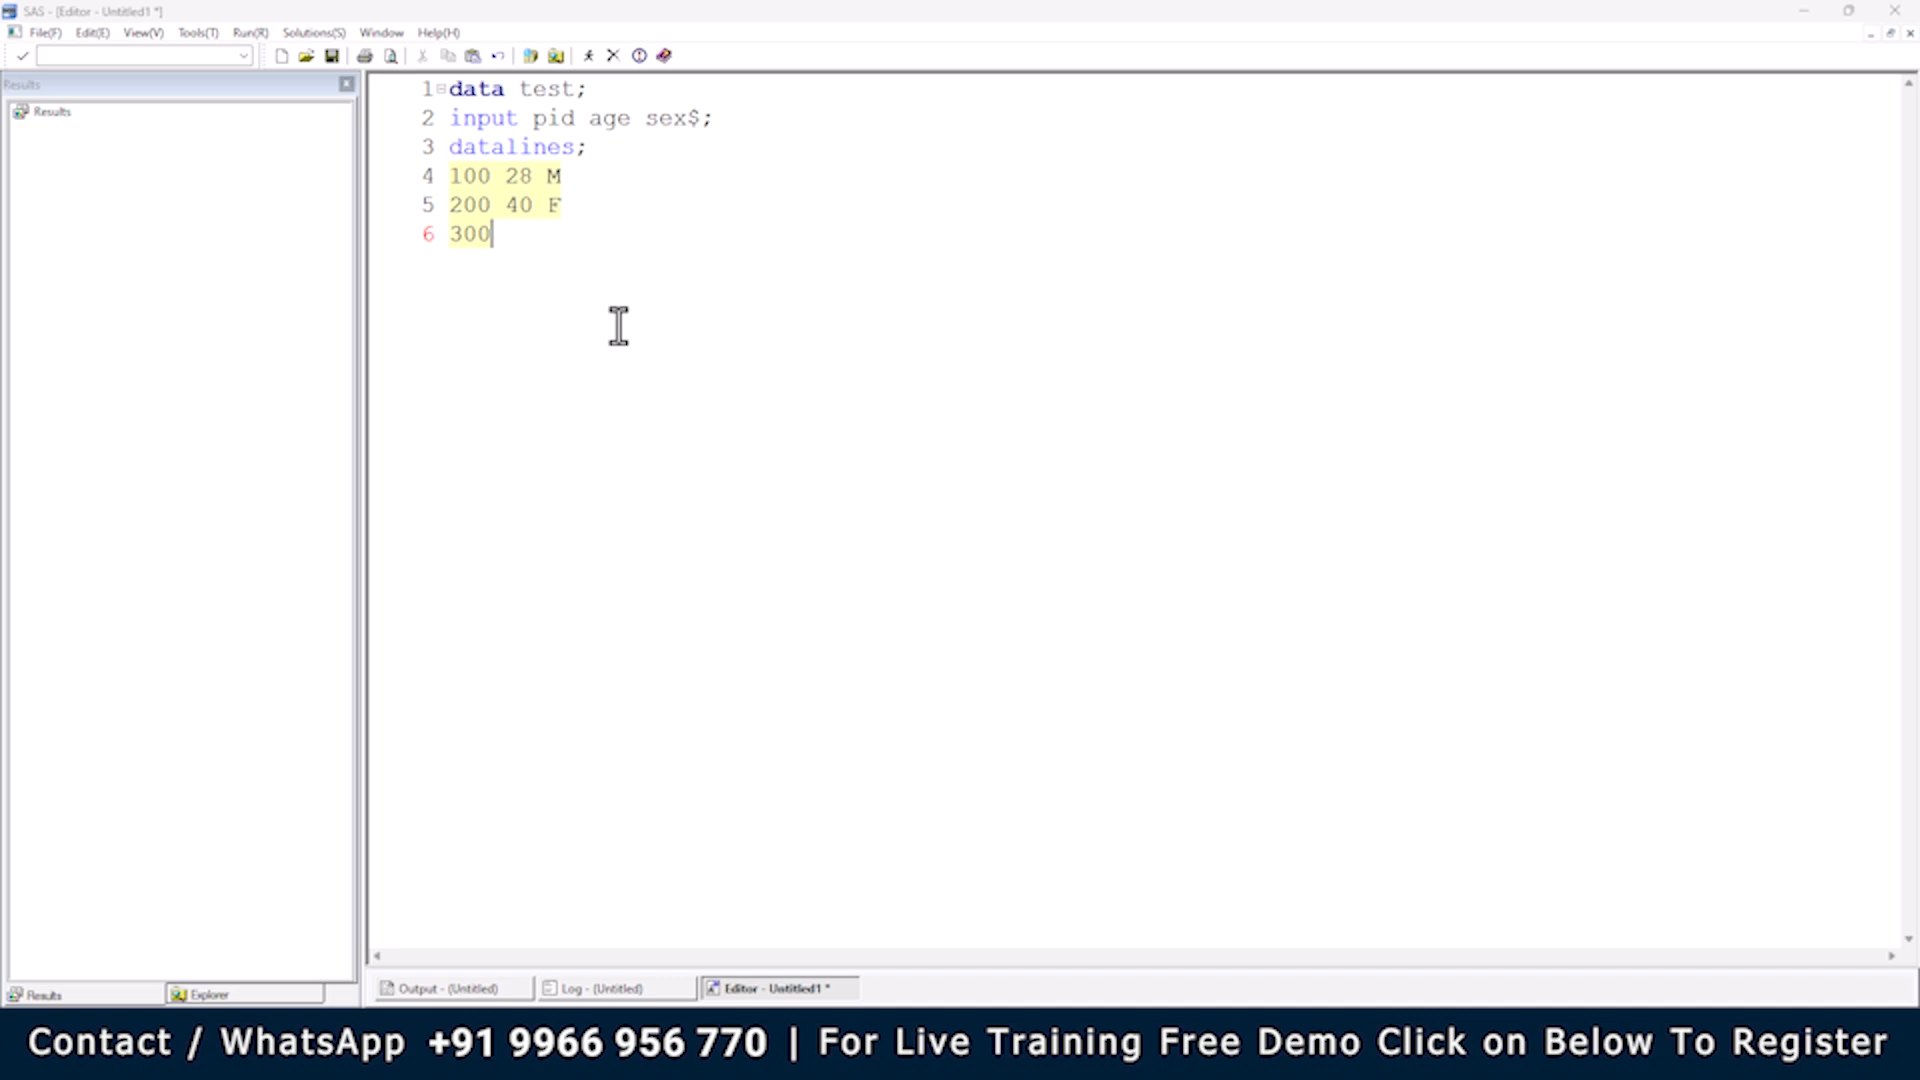 SAS - [Editor - Untitled1 *]
File(F) Edit(E) View(V) Tools(T) Run(R) Solutions(S) Window Help(H)
Results
Results
1 data test;
2 input pid age sex$;
3 datalines;
4 100 28 M
5 200 40 F
6 300
Results Explorer
Output - (Untitled) Log - (Untitled) Editor - Untitled1 *
Contact / WhatsApp +91 9966 956 770 | For Live Training Free Demo Click on Below To Register